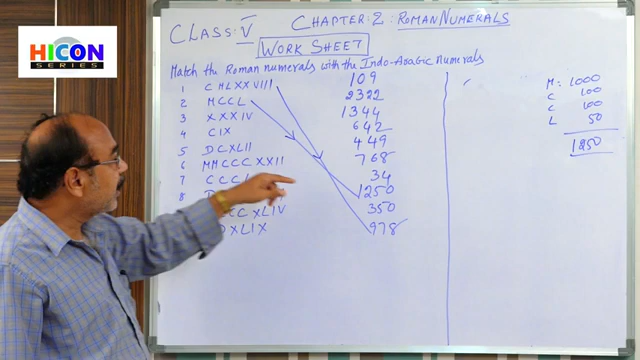 HICON
SERIES
CLASS: V CHAPTER: 2 : ROMAN NUMERALS
WORK SHEET
Match the Roman numerals with the Indo-Arabic Numerals
1 CMLXXVIII 109
2 MCCL 2322
3 XXXIV 1344
4 CIX 642
5 DCXLII 449
6 MMCCCXXII 768
7 CCCL 34
8 D 1250
CCXLIV 350
DXLIX 978
M : 1000
C 100
C 100
L 50
1250